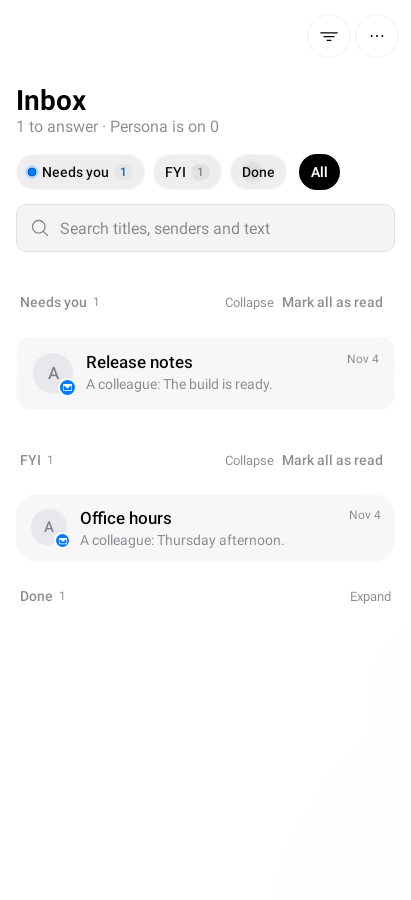 Inbox
1 to answer · Persona is on 0
Needs you 1 FYI 1 Done All
Search titles, senders and text
Needs you 1 Collapse Mark all as read
A Release notes Nov 4
A colleague: The build is ready.
FYI 1 Collapse Mark all as read
A Office hours Nov 4
A colleague: Thursday afternoon.
Done 1 Expand